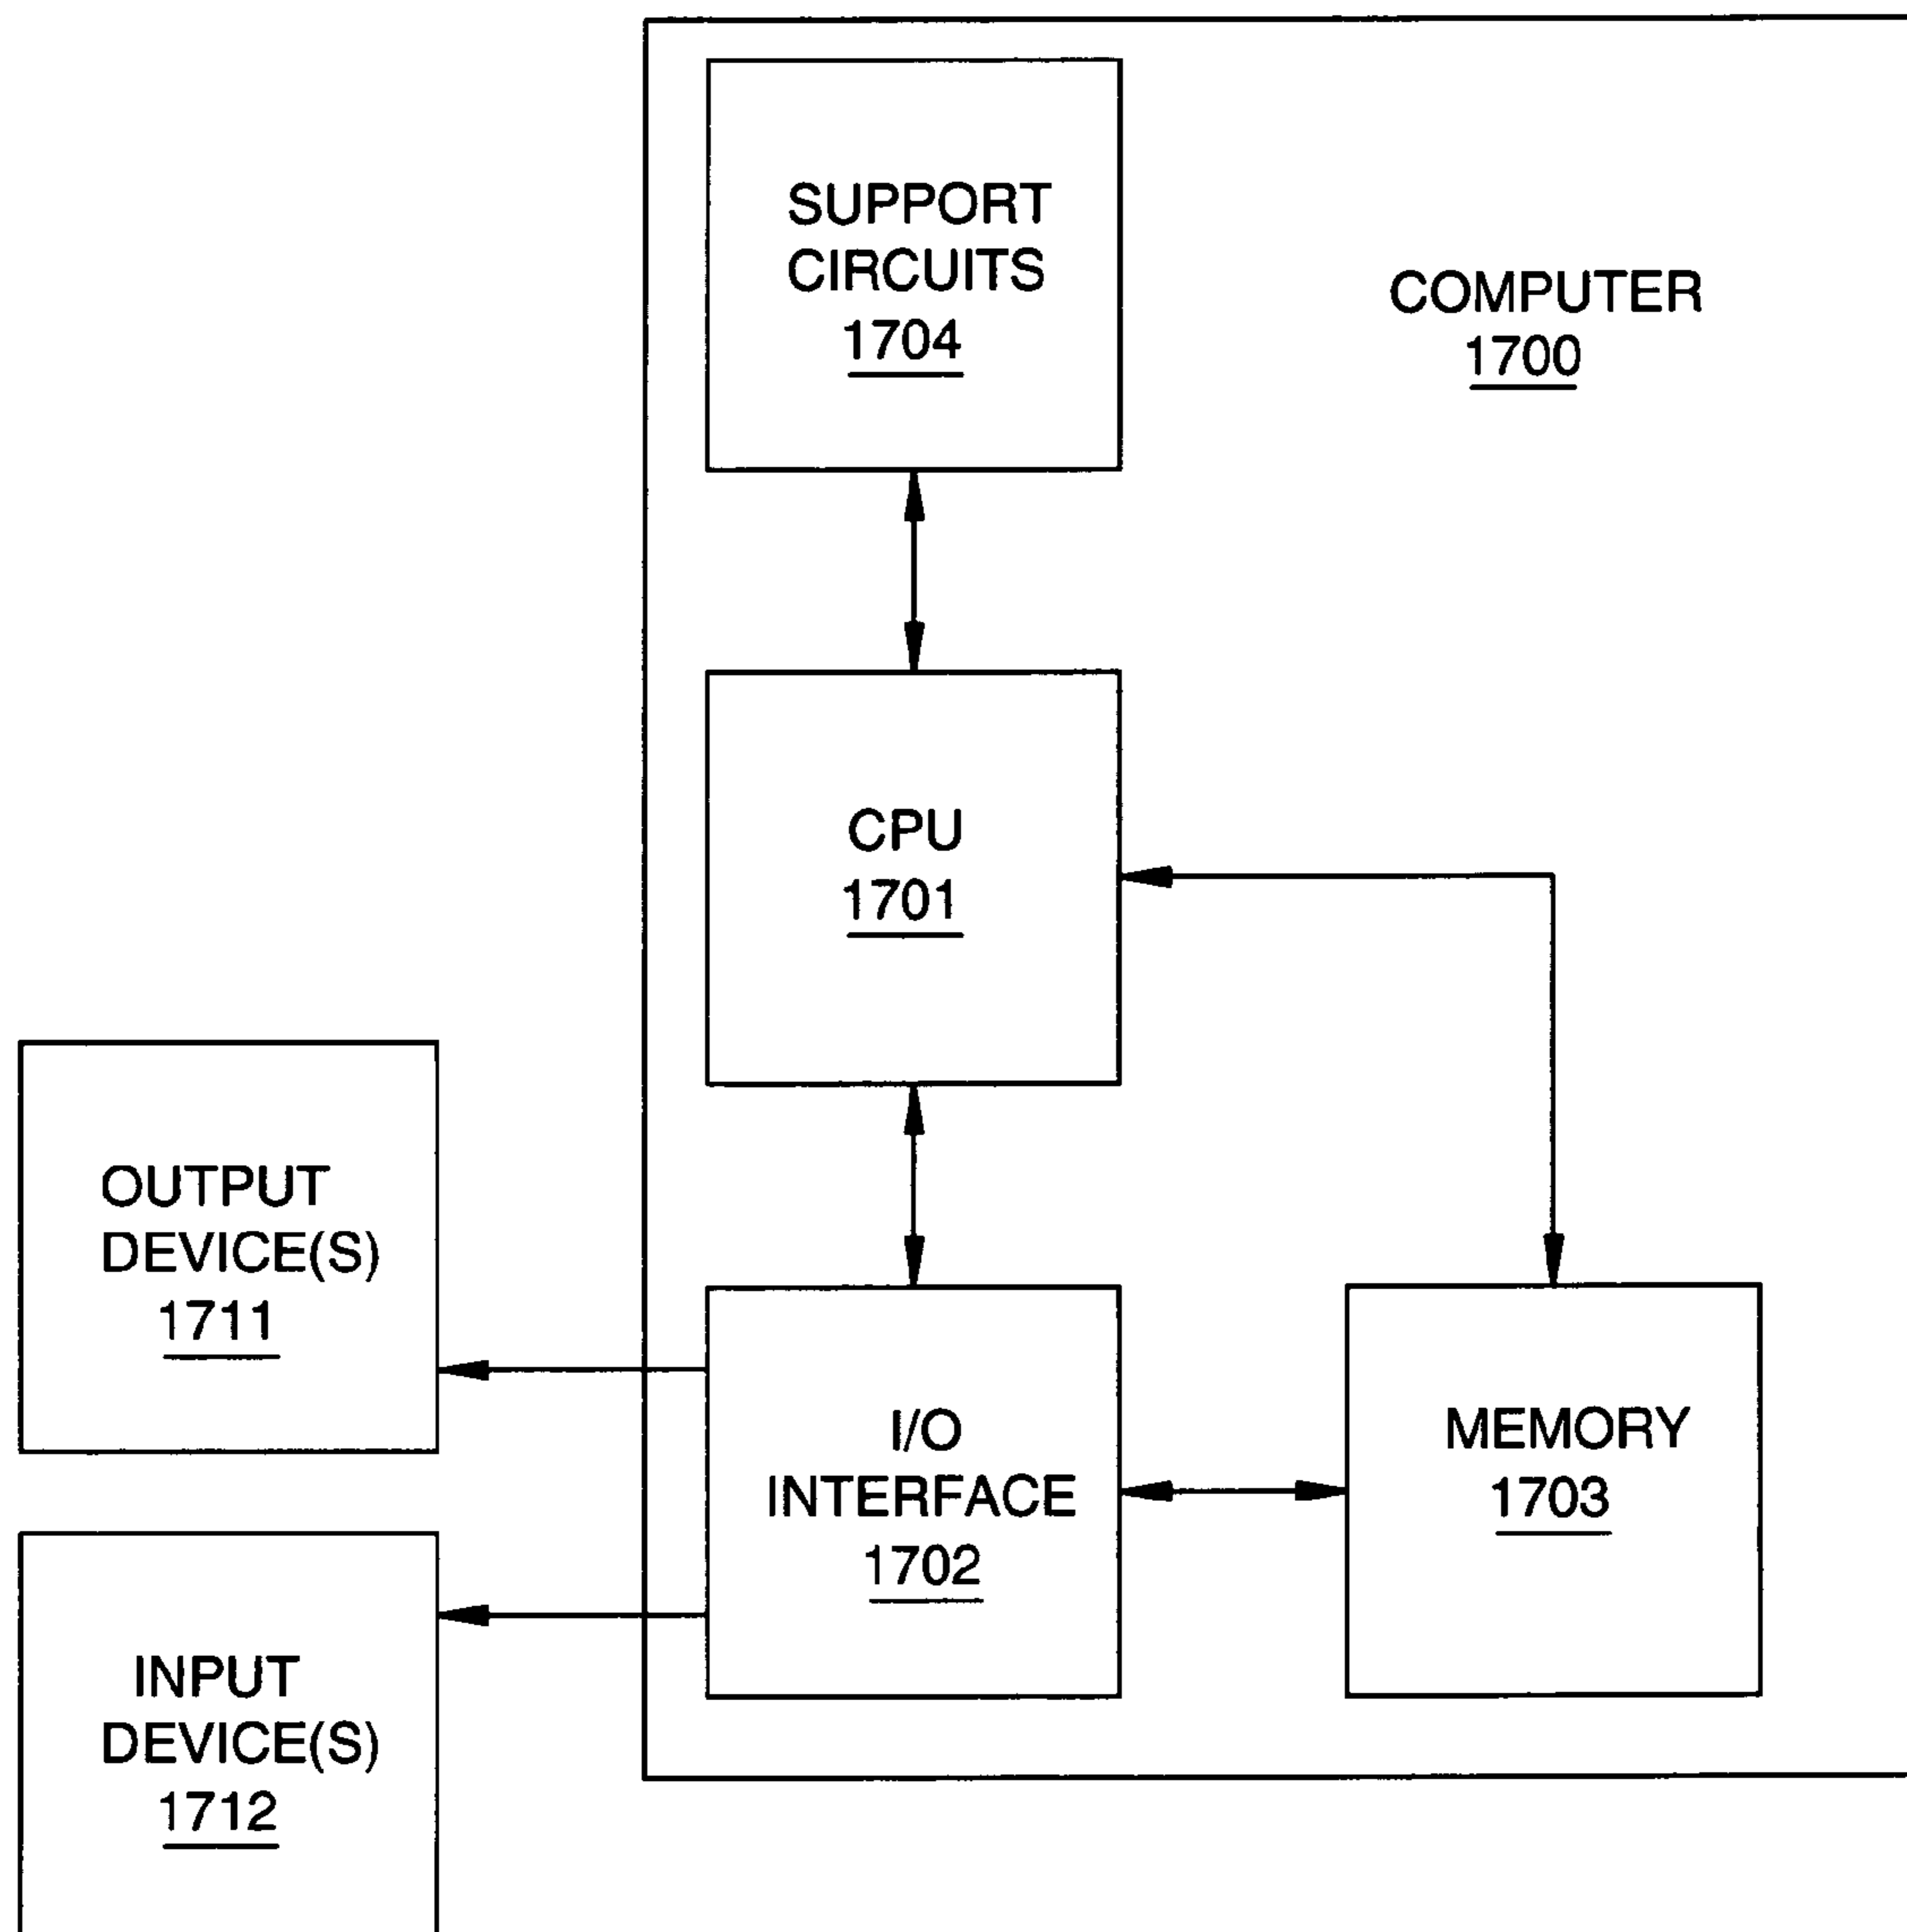 SUPPORT
CIRCUITS
1704
COMPUTER
1700
CPU
1701
OUTPUT
DEVICE(S)
1711
I/O
INTERFACE
1702
MEMORY
1703
INPUT
DEVICE(S)
1712